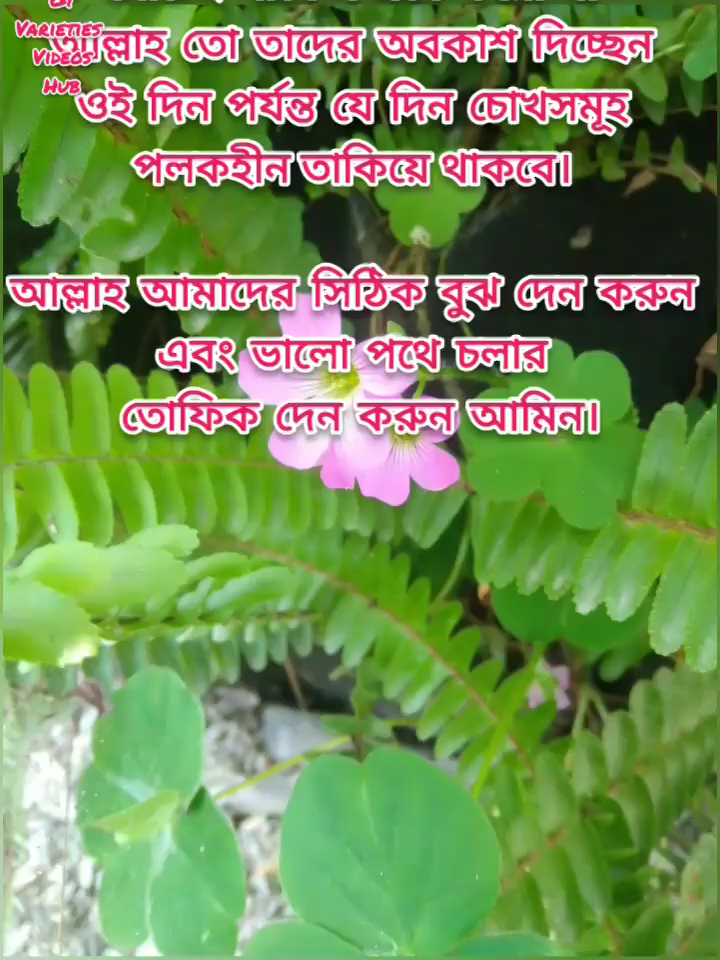 VARIETIES
VIDEOS
HUB
আল্লাহ তো তাদের অবকাশ দিচ্ছেন
ওই দিন পর্যন্ত যে দিন চোখসমূহ
পলকহীন তাকিয়ে থাকবে।
আল্লাহ আমাদের সিঠিক বুঝ দেন করুন
এবং ভালো পথে চলার
তোফিক দেন করুন আমিন।